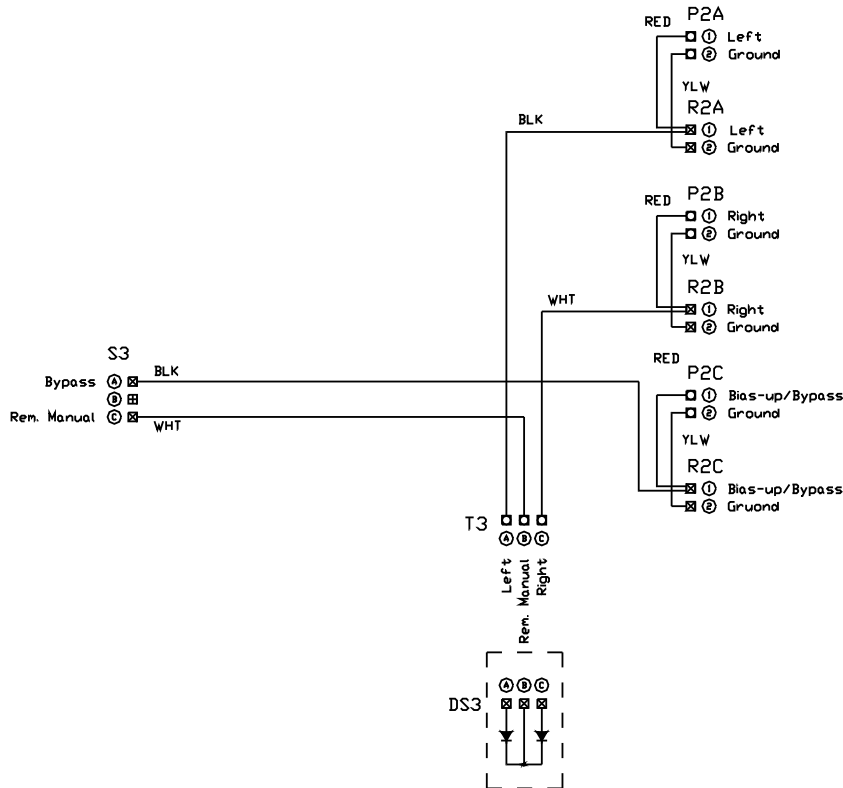 P2A
RED
1 Left
2 Ground
YLW
R2A
BLK
1 Left
2 Ground
P2B
RED
1 Right
2 Ground
YLW
R2B
WHT
1 Right
2 Ground
S3
RED
P2C
Bypass A
BLK
B
Rem. Manual C
WHT
1 Bias-up/Bypass
2 Ground
YLW
R2C
1 Bias-up/Bypass
2 Gruond
T3
A B C
Left
Rem. Manual
Right
A B C
DS3